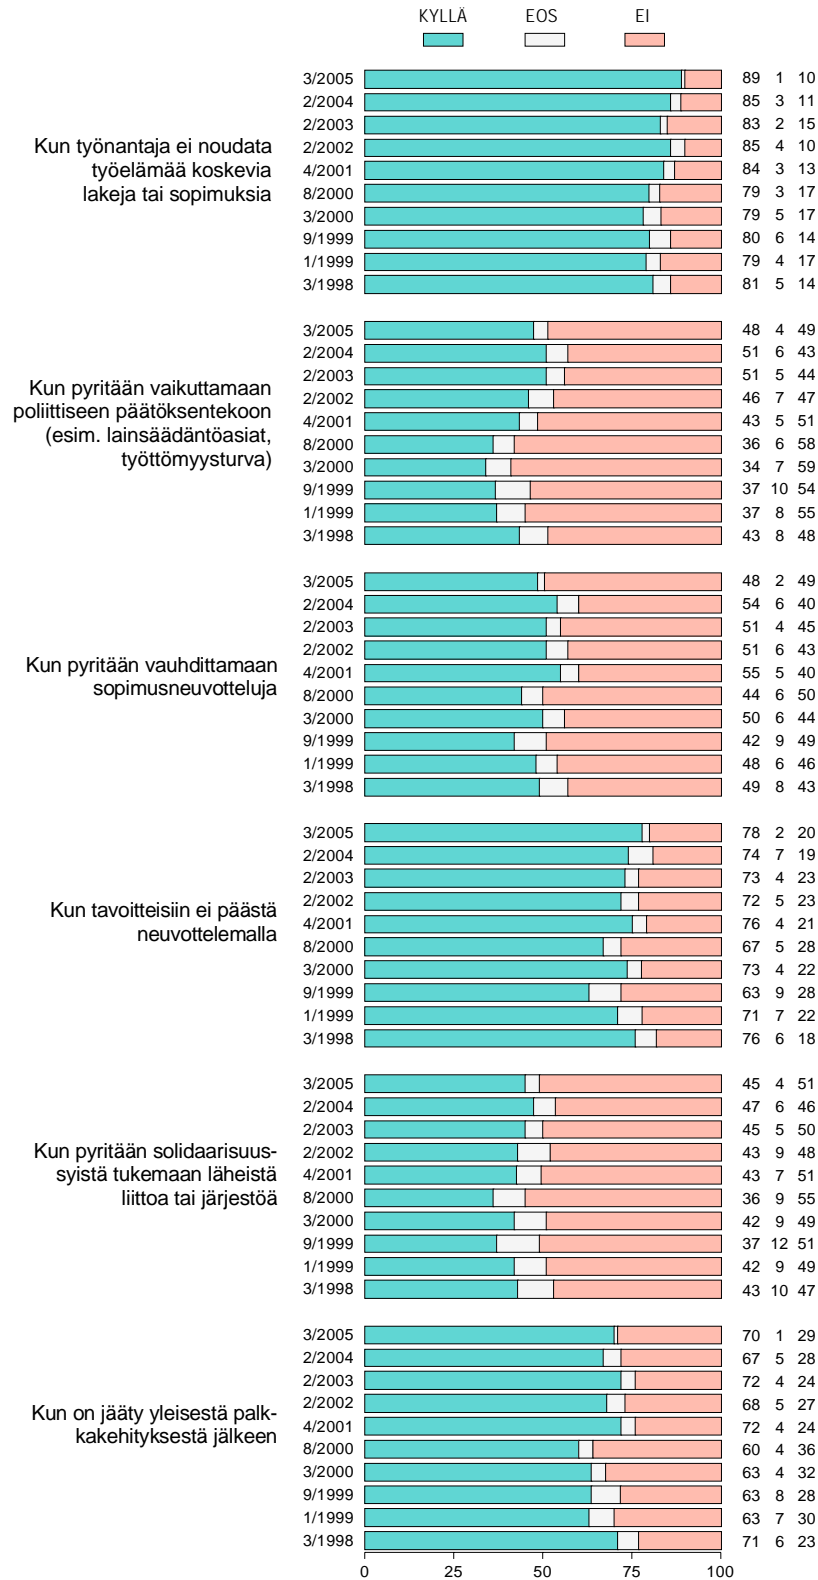 KYLLÄ EOS EI
3/2005 89 1 10
2/2004 85 3 11
2/2003 83 2 15
Kun työnantaja ei noudata 2/2002 85 4 10
työelämää koskevia 4/2001 84 3 13
lakeja tai sopimuksia 8/2000 79 3 17
3/2000 79 5 17
9/1999 80 6 14
1/1999 79 4 17
3/1998 81 5 14
3/2005 48 4 49
2/2004 51 6 43
Kun pyritään vaikuttamaan 2/2003 51 5 44
poliittiseen päätöksentekoon 2/2002 46 7 47
(esim. lainsäädäntöasiat, 4/2001 43 5 51
työttömyysturva) 8/2000 36 6 58
3/2000 34 7 59
9/1999 37 10 54
1/1999 37 8 55
3/1998 43 8 48
3/2005 48 2 49
2/2004 54 6 40
2/2003 51 4 45
2/2002 51 6 43
Kun pyritään vauhdittamaan 4/2001 55 5 40
sopimusneuvotteluja 8/2000 44 6 50
3/2000 50 6 44
9/1999 42 9 49
1/1999 48 6 46
3/1998 49 8 43
3/2005 78 2 20
2/2004 74 7 19
2/2003 73 4 23
2/2002 72 5 23
Kun tavoitteisiin ei päästä 4/2001 76 4 21
neuvottelemalla 8/2000 67 5 28
3/2000 73 4 22
9/1999 63 9 28
1/1999 71 7 22
3/1998 76 6 18
3/2005 45 4 51
2/2004 47 6 46
2/2003 45 5 50
Kun pyritään solidaarisuus- 2/2002 43 9 48
syistä tukemaan läheistä 4/2001 43 7 51
liittoa tai järjestöä 8/2000 36 9 55
3/2000 42 9 49
9/1999 37 12 51
1/1999 42 9 49
3/1998 43 10 47
3/2005 70 1 29
2/2004 67 5 28
2/2003 72 4 24
Kun on jääty yleisestä palk- 2/2002 68 5 27
kakehityksestä jälkeen 4/2001 72 4 24
8/2000 60 4 36
3/2000 63 4 32
9/1999 63 8 28
1/1999 63 7 30
3/1998 71 6 23
0 25 50 75 100